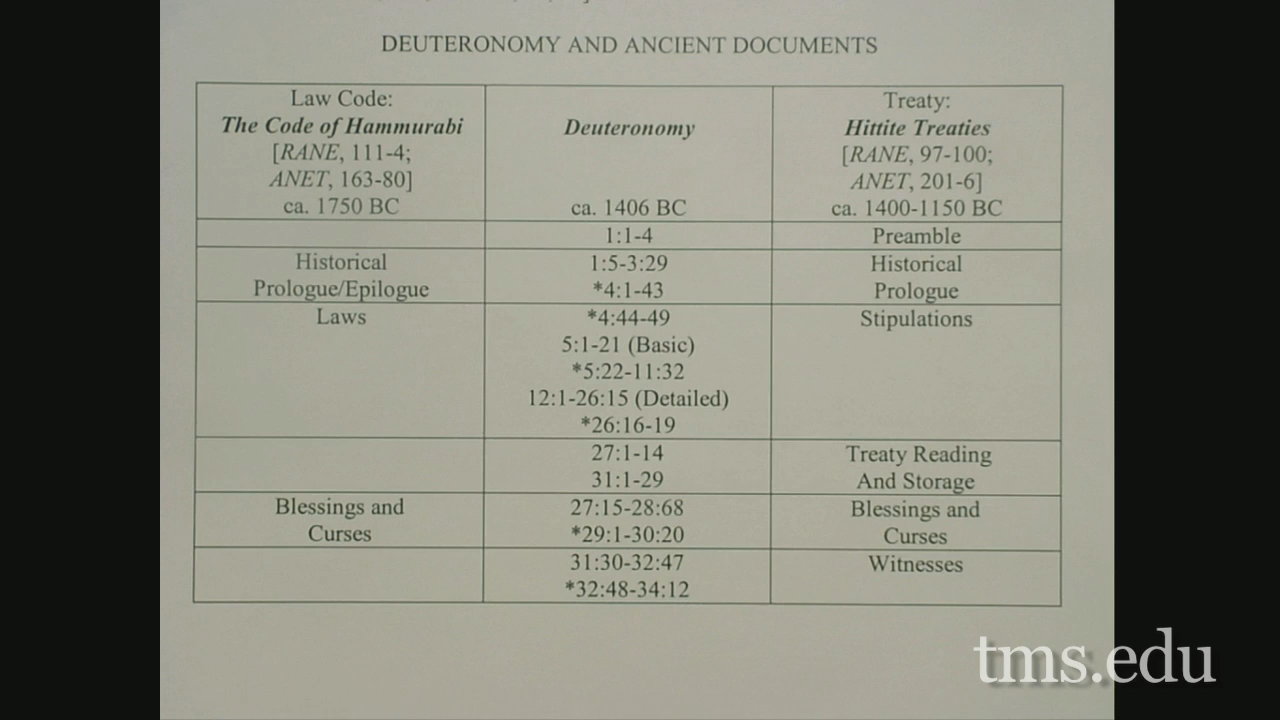 DEUTERONOMY AND ANCIENT DOCUMENTS
Law Code:
The Code of Hammurabi
[RANE, 111-4;
ANET, 163-80]
ca. 1750 BC
Deuteronomy
ca. 1406 BC
Treaty:
Hittite Treaties
[RANE, 97-100;
ANET, 201-6]
ca. 1400-1150 BC
1:1-4
Preamble
Historical
Prologue/Epilogue
1:5-3:29
*4:1-43
Historical
Prologue
Laws
*4:44-49
5:1-21 (Basic)
*5:22-11:32
12:1-26:15 (Detailed)
*26:16-19
Stipulations
27:1-14
31:1-29
Treaty Reading
And Storage
Blessings and
Curses
27:15-28:68
*29:1-30:20
Blessings and
Curses
31:30-32:47
*32:48-34:12
Witnesses
tms.edu